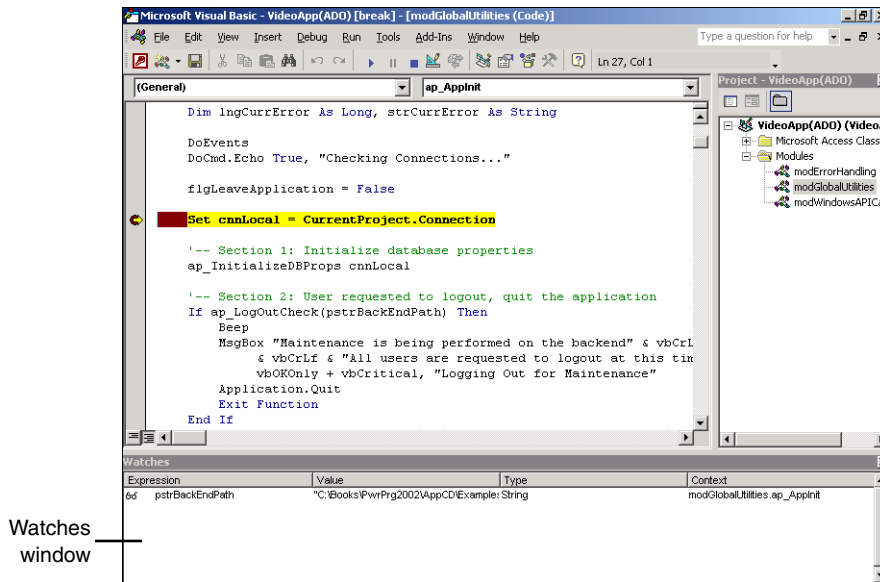 Microsoft Visual Basic - VideoApp(ADO) [break] - [modGlobalUtilities (Code)]
File Edit View Insert Debug Run Tools Add-Ins Window Help
Type a question for help
Ln 27, Col 1
(General)
ap_AppInit
Dim lngCurrError As Long, strCurrError As String
DoEvents
DoCmd.Echo True, "Checking Connections..."
flgLeaveApplication = False
Set cnnLocal = CurrentProject.Connection
'-- Section 1: Initialize database properties
ap_InitializeDBProps cnnLocal
'-- Section 2: User requested to logout, quit the application
If ap_LogOutCheck(pstrBackEndPath) Then
Beep
MsgBox "Maintenance is being performed on the backend" & vbCrL
& vbCrLf & "All users are requested to logout at this tim
vbOKOnly + vbCritical, "Logging Out for Maintenance"
Application.Quit
Exit Function
End If
Project - VideoApp(ADO)
VideoApp(ADO) (Video
Microsoft Access Class
Modules
modErrorHandling
modGlobalUtilities
modWindowsAPICa
Watches
Expression Value Type Context
pstrBackEndPath "C:\Books\PwrPrg2002\AppCD\Example: String modGlobalUtilities.ap_AppInit
Watches
window